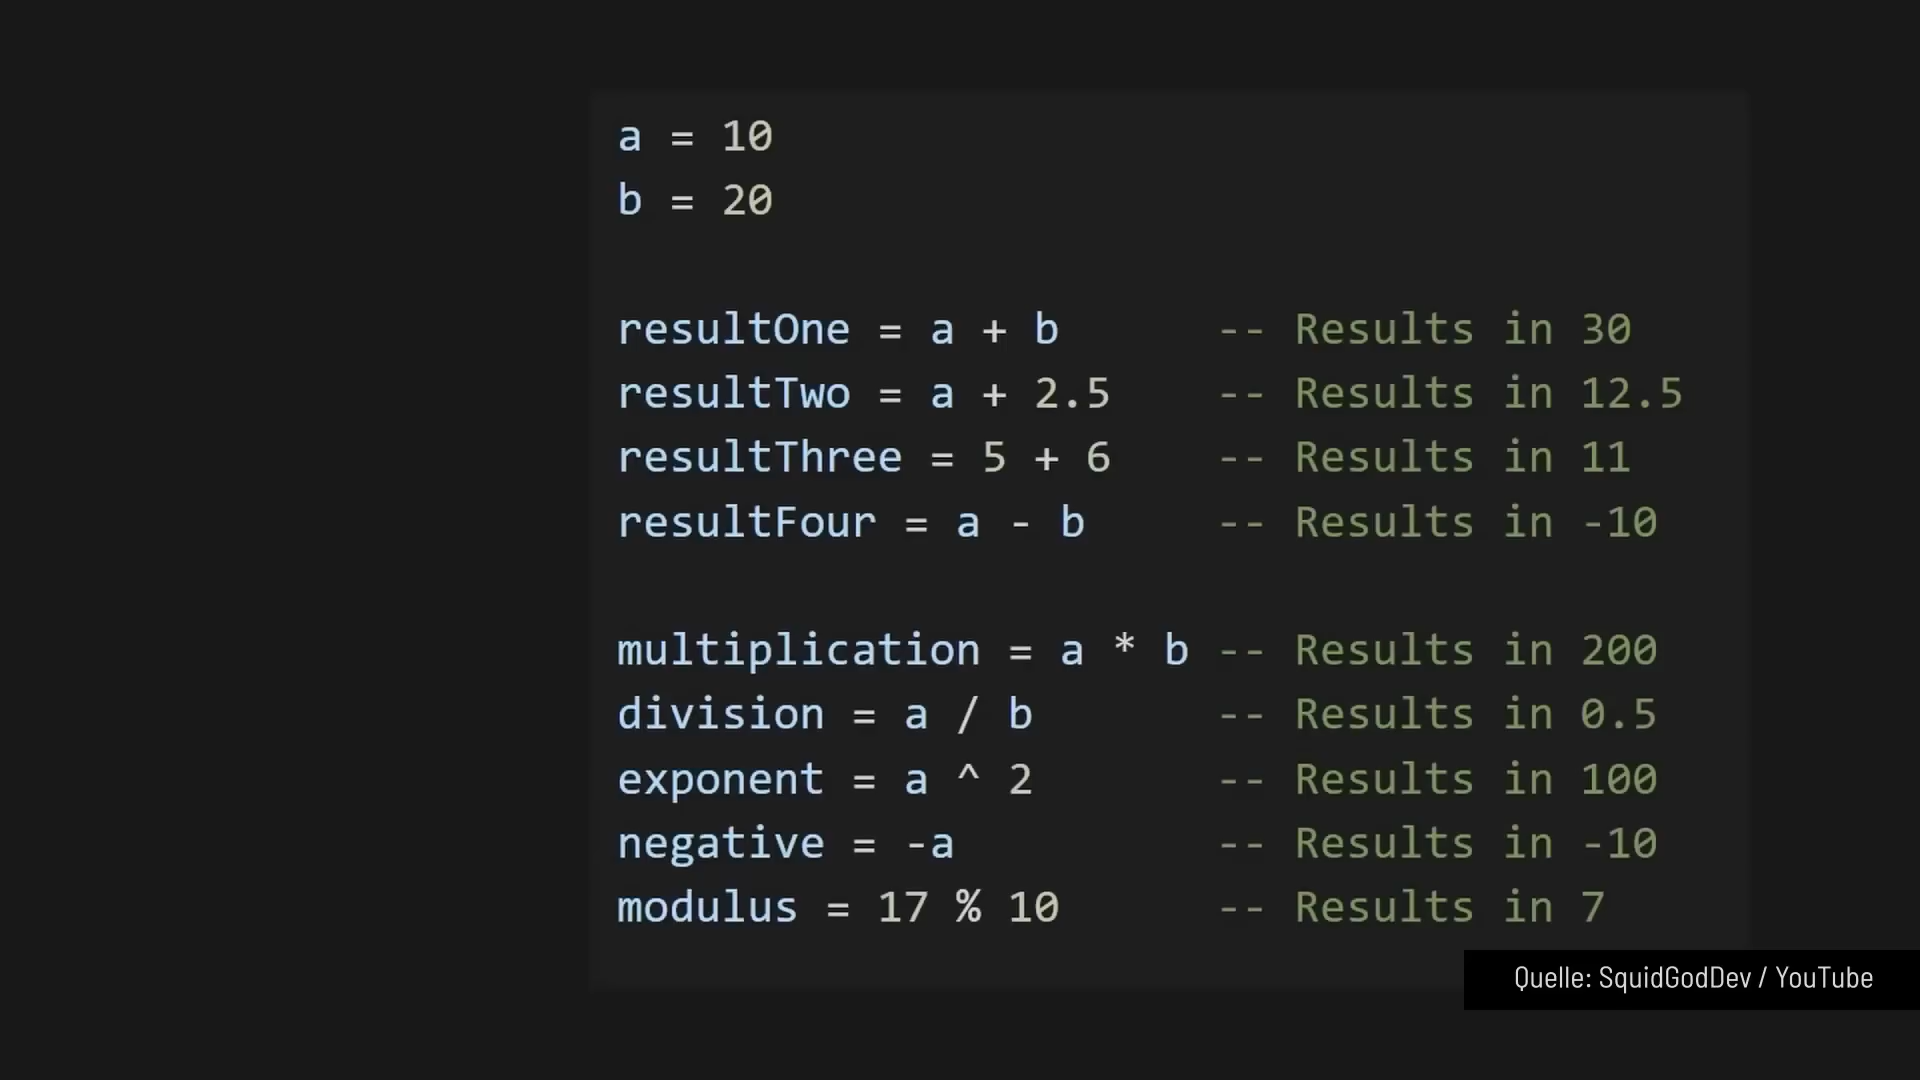 a = 10
b = 20
resultOne = a + b -- Results in 30
resultTwo = a + 2.5 -- Results in 12.5
resultThree = 5 + 6 -- Results in 11
resultFour = a - b -- Results in -10
multiplication = a * b -- Results in 200
division = a / b -- Results in 0.5
exponent = a ^ 2 -- Results in 100
negative = -a -- Results in -10
modulus = 17 % 10 -- Results in 7
Quelle: SquidGodDev / YouTube